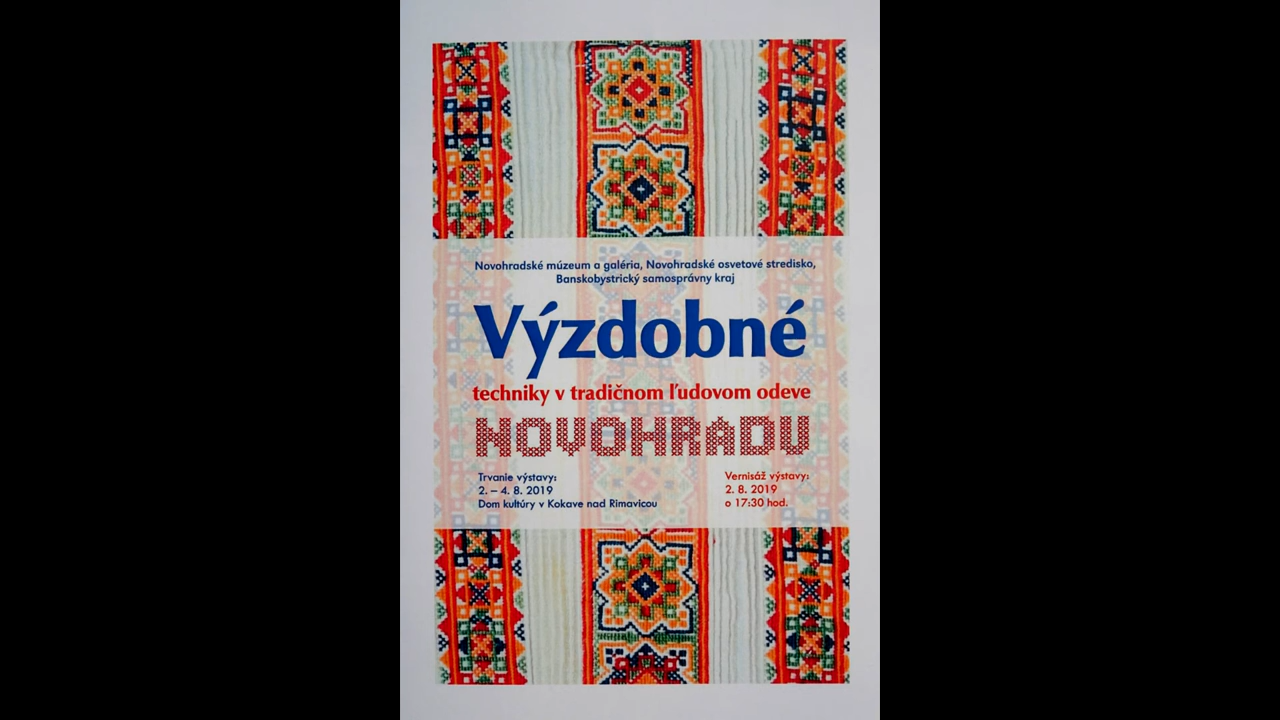 Novohradské múzeum a galéria, Novohradské osvetové stredisko,
Banskobystrický samosprávny kraj
Výzdobné
techniky v tradičnom ľudovom odeve
NOVOHRADU
Trvanie výstavy:
2. – 4. 8. 2019
Dom kultúry v Kokave nad Rimavicou
Vernisáž výstavy:
2. 8. 2019
o 17:30 hod.